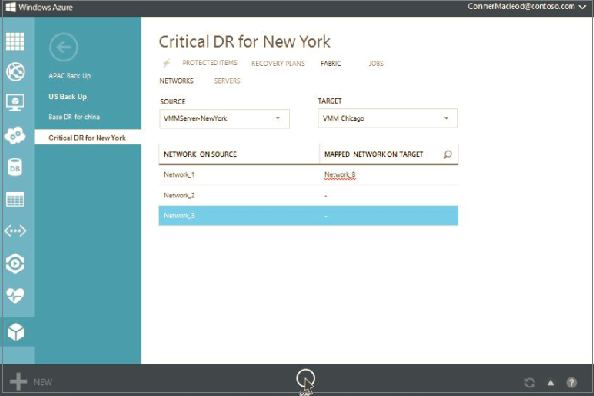 Windows Azure
ConnerMacleod@contoso.com
APAC Back Up
US Back Up
Base DR for china
Critical DR for New York
Critical DR for New York
PROTECTED ITEMS RECOVERY PLANS FABRIC JOBS
NETWORKS SERVERS
SOURCE TARGET
VMMServer-NewYork VMM Chicago
NETWORK ON SOURCE MAPPED NETWORK ON TARGET
Network_1 Network_B
Network_2 -
Network_3 -
DB
NEW
?